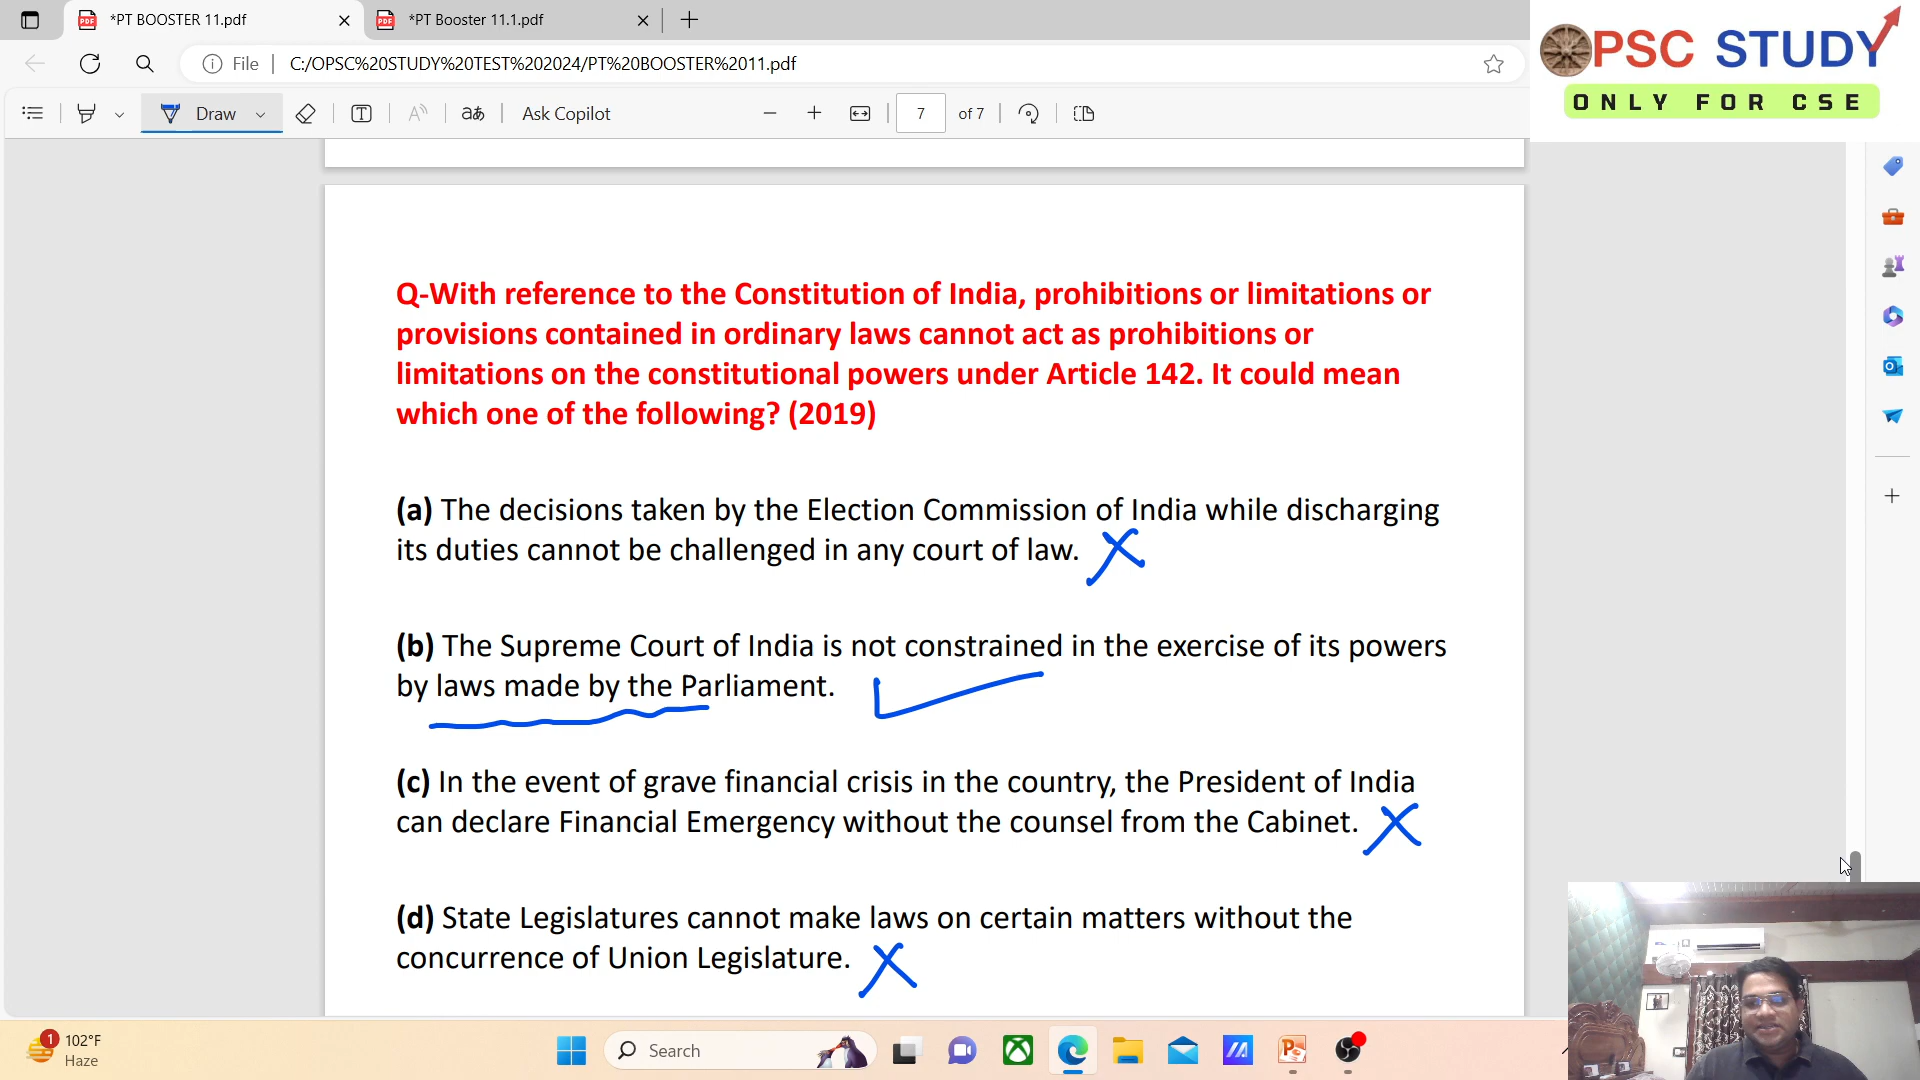 *PT BOOSTER 11.pdf
*PT Booster 11.1.pdf
File
C:/OPSC%20STUDY%20TEST%202024/PT%20BOOSTER%2011.pdf
PSC STUDY
ONLY FOR CSE
Draw
T
A
aあ
Ask Copilot
7
of 7
Q-With reference to the Constitution of India, prohibitions or limitations or
provisions contained in ordinary laws cannot act as prohibitions or
limitations on the constitutional powers under Article 142. It could mean
which one of the following? (2019)
(a) The decisions taken by the Election Commission of India while discharging
its duties cannot be challenged in any court of law.
(b) The Supreme Court of India is not constrained in the exercise of its powers
by laws made by the Parliament.
(c) In the event of grave financial crisis in the country, the President of India
can declare Financial Emergency without the counsel from the Cabinet.
(d) State Legislatures cannot make laws on certain matters without the
concurrence of Union Legislature.
1
102°F
Haze
Search